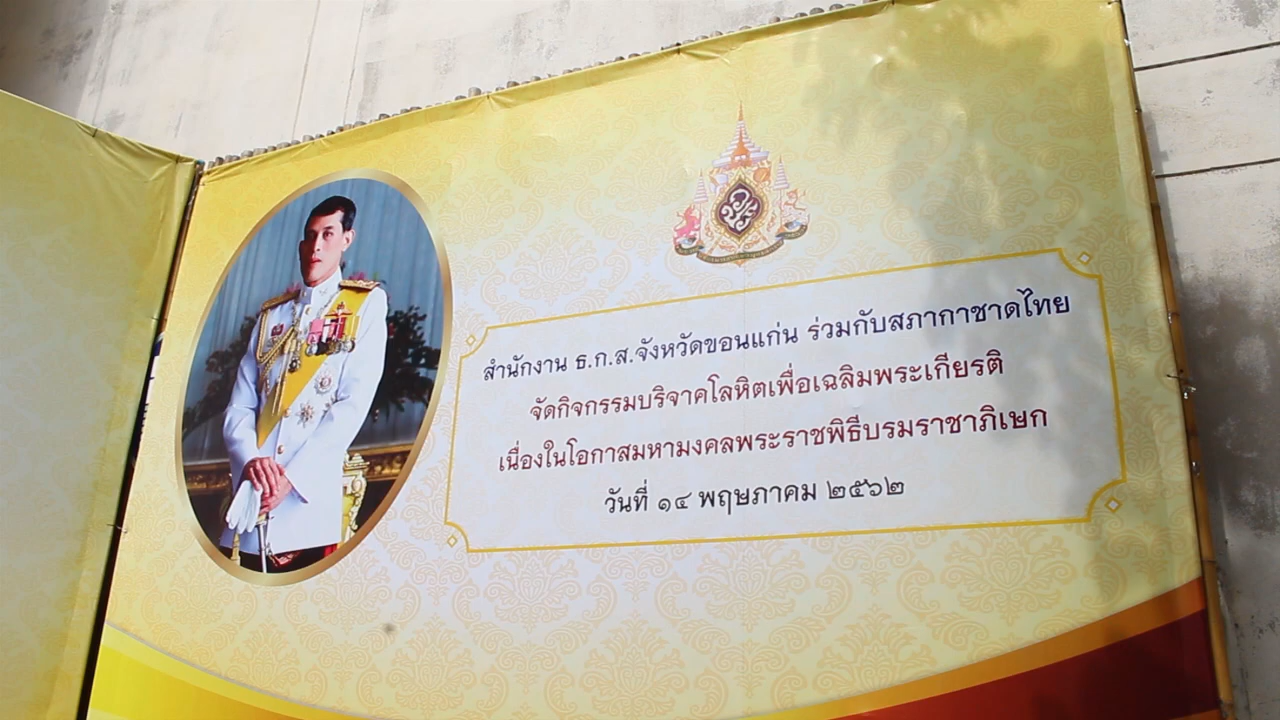 สำนักงาน ธ.ก.ส.จังหวัดขอนแก่น ร่วมกับสภากาชาดไทย
จัดกิจกรรมบริจาคโลหิตเพื่อเฉลิมพระเกียรติ
เนื่องในโอกาสมหามงคลพระราชพิธีบรมราชาภิเษก
วันที่ ๑๔ พฤษภาคม ๒๕๖๒